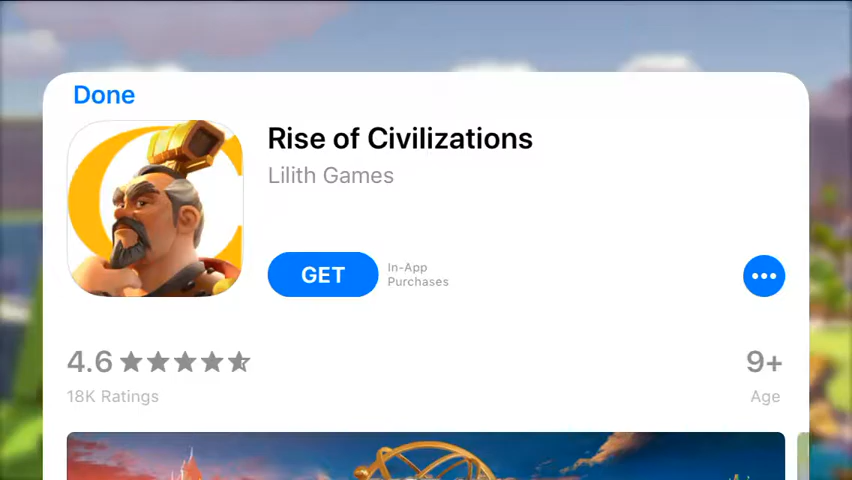 Done
Rise of Civilizations
Lilith Games
GET
In-App
Purchases
4.6
18K Ratings
9+
Age